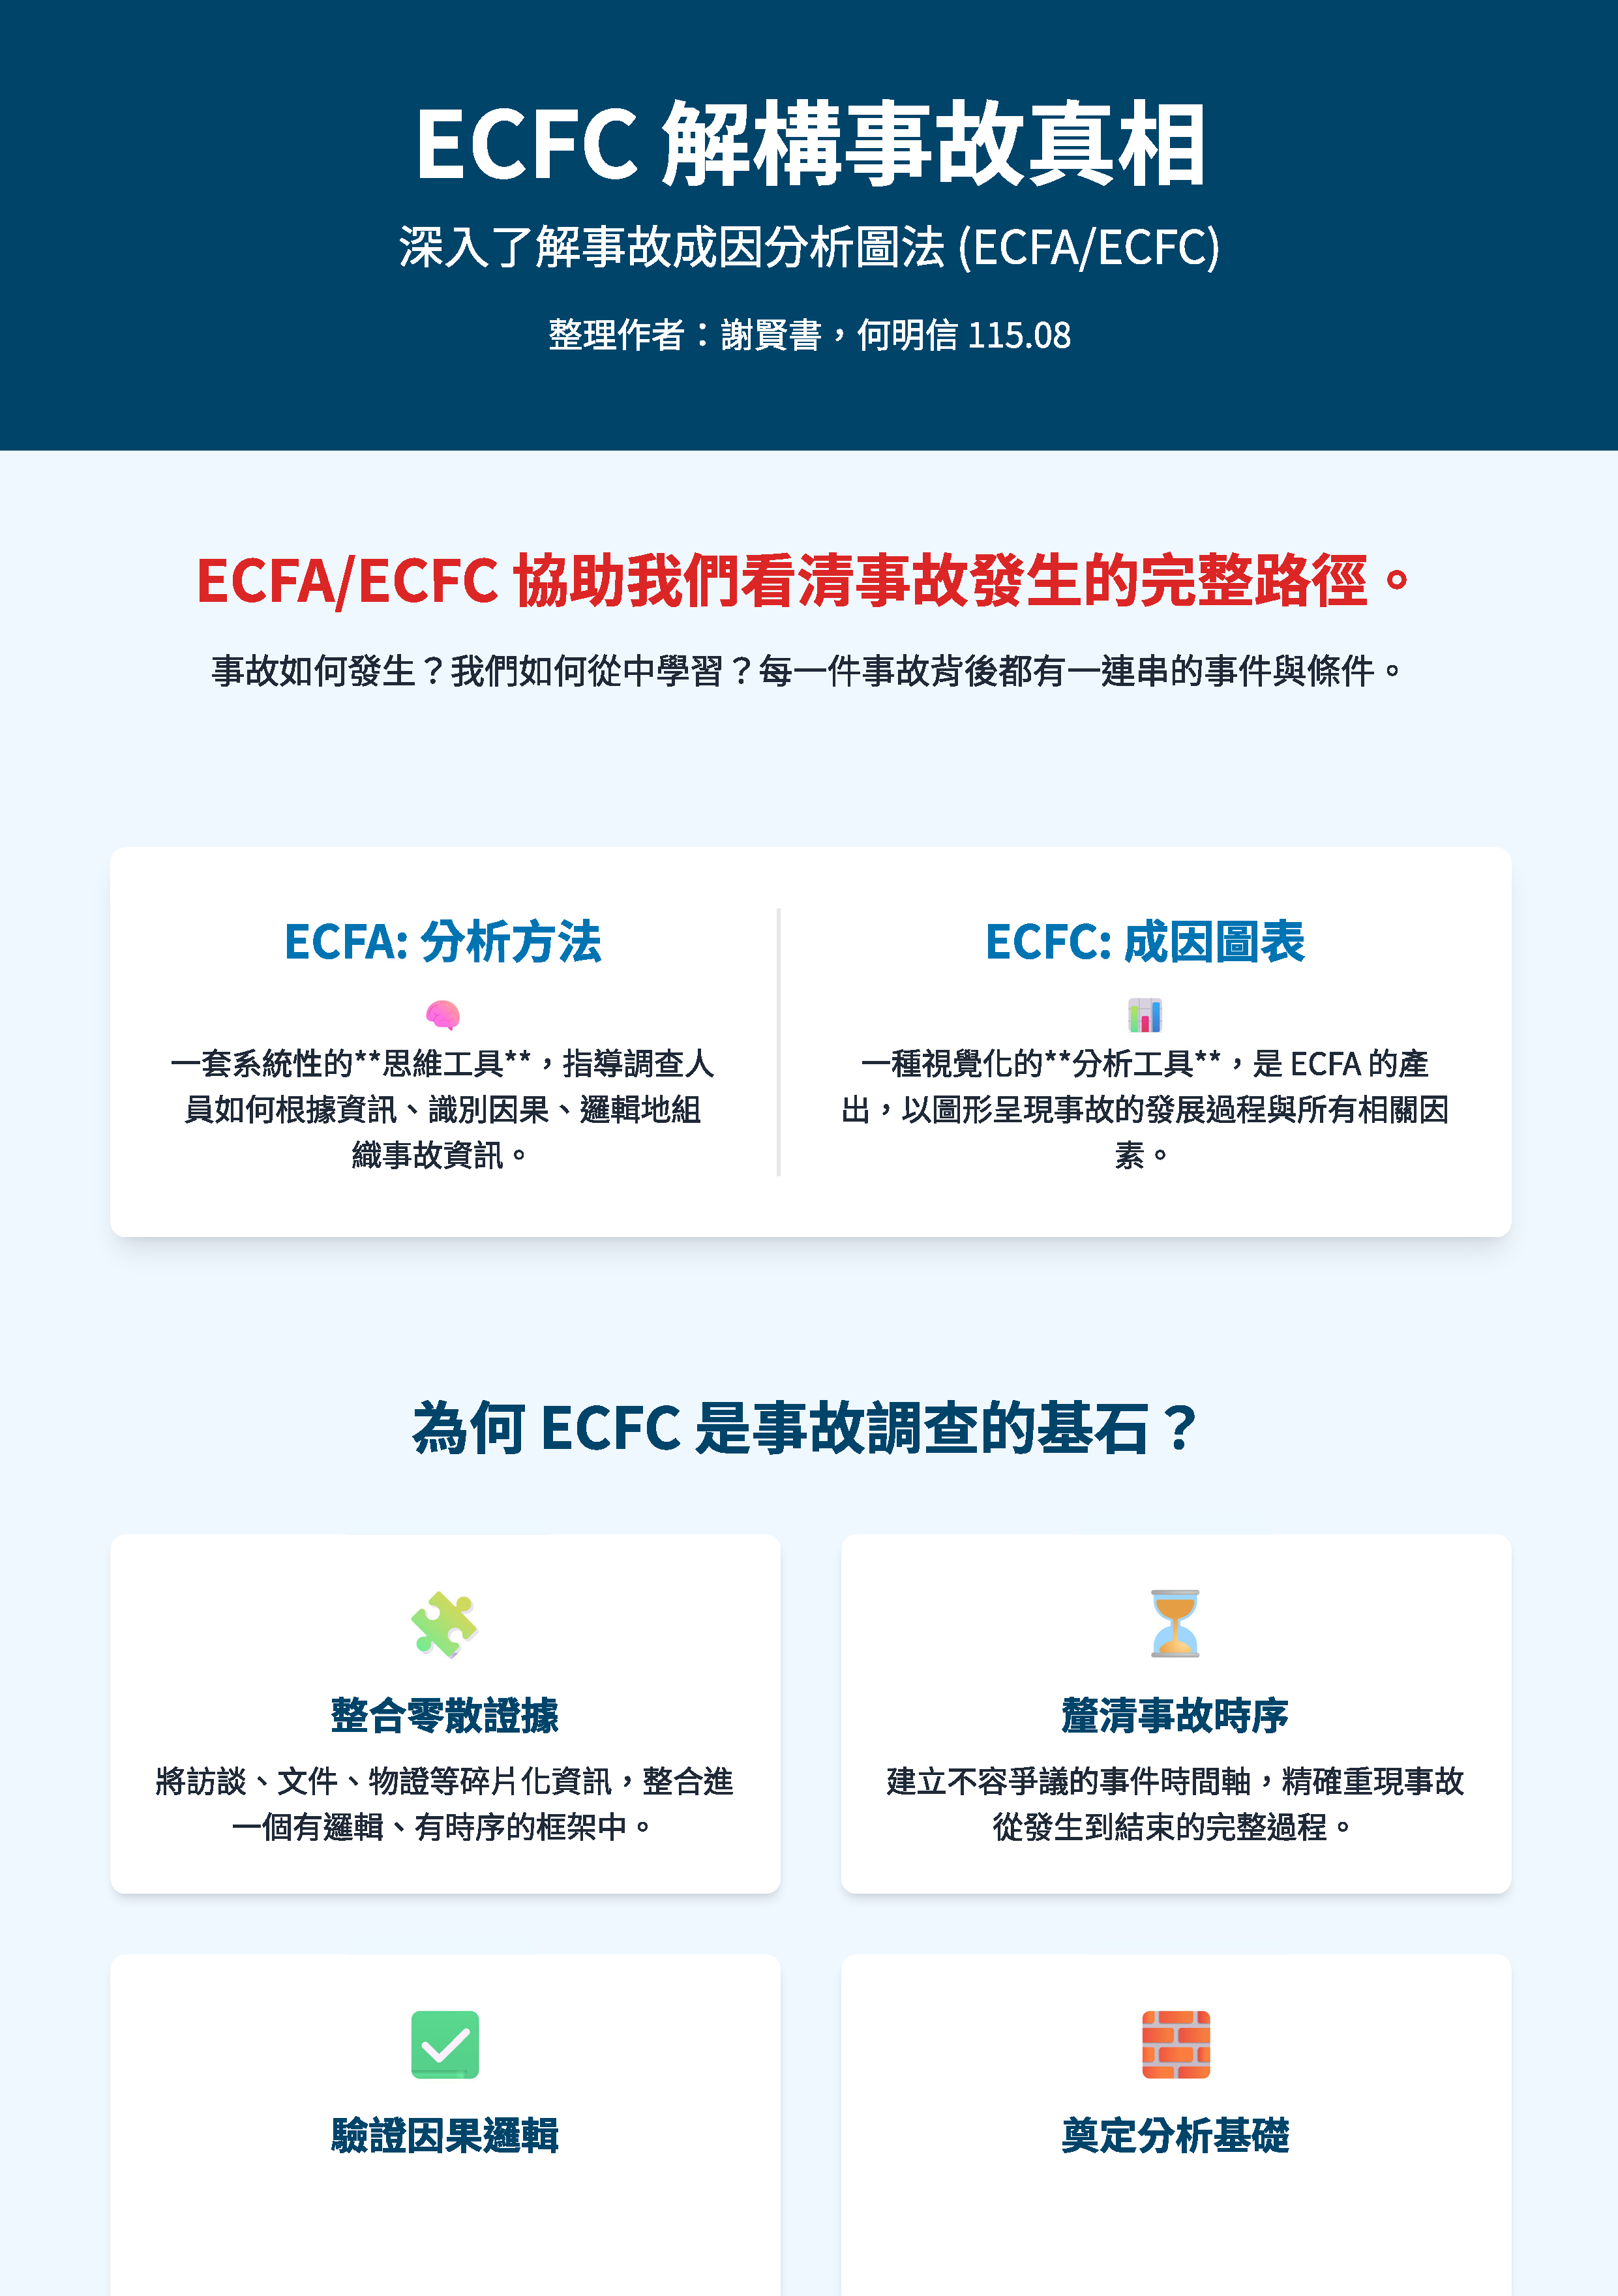 ECFC 解構事故真相
深入了解事故成因分析圖法 (ECFA/ECFC)
整理作者：謝賢書，何明信 115.08
ECFA/ECFC 協助我們看清事故發生的完整路徑。
事故如何發生？我們如何從中學習？每一件事故背後都有一連串的事件與條件。
ECFA: 分析方法
一套系統性的**思維工具**，指導調查人
員如何根據資訊、識別因果、邏輯地組
織事故資訊。
ECFC: 成因圖表
一種視覺化的**分析工具**，是 ECFA 的產
出，以圖形呈現事故的發展過程與所有相關因
素。
為何 ECFC 是事故調查的基石？
整合零散證據
將訪談、文件、物證等碎片化資訊，整合進
一個有邏輯、有時序的框架中。
釐清事故時序
建立不容爭議的事件時間軸，精確重現事故
從發生到結束的完整過程。
驗證因果邏輯
奠定分析基礎